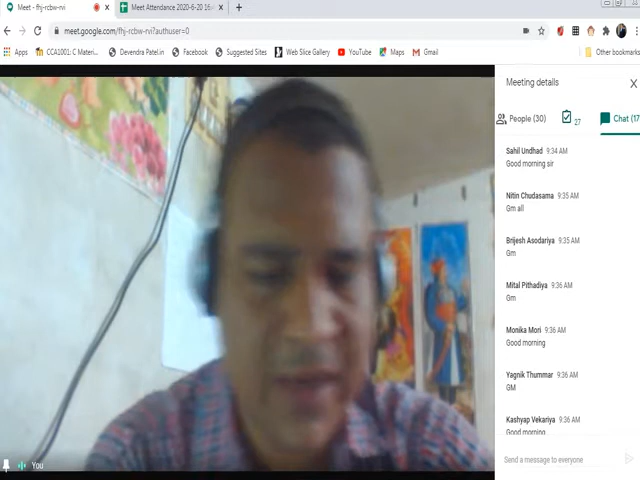 Meet - fhj-rcbw-rvi
Meet Attendance 2020-6-20 16
meet.google.com/fhj-rcbw-rvi?authuser=0
Apps CCA1001: C Materi... Devendra Patel.in Facebook Suggested Sites Web Slice Gallery YouTube Maps Gmail Other bookmarks
Meeting details X
People (30) 27 Chat (17
Sahil Undhad 9:34 AM
Good morning sir
Nitin Chudasama 9:35 AM
Gm all
Brijesh Asodariya 9:35 AM
Gm
Mital Pithadiya 9:36 AM
Gm
Monika Mori 9:36 AM
Good morning
Yagnik Thummar 9:36 AM
GM
Kashyap Vekariya 9:36 AM
Good morning
Send a message to everyone
You